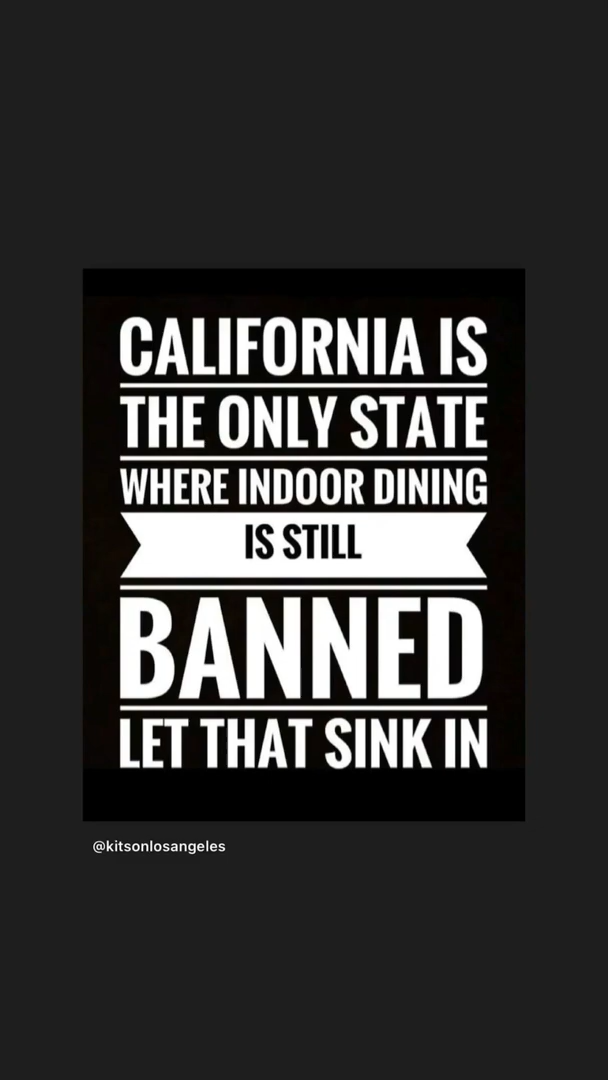 CALIFORNIA IS
THE ONLY STATE
WHERE INDOOR DINING
IS STILL
BANNED
LET THAT SINK IN
@kitsonlosangeles